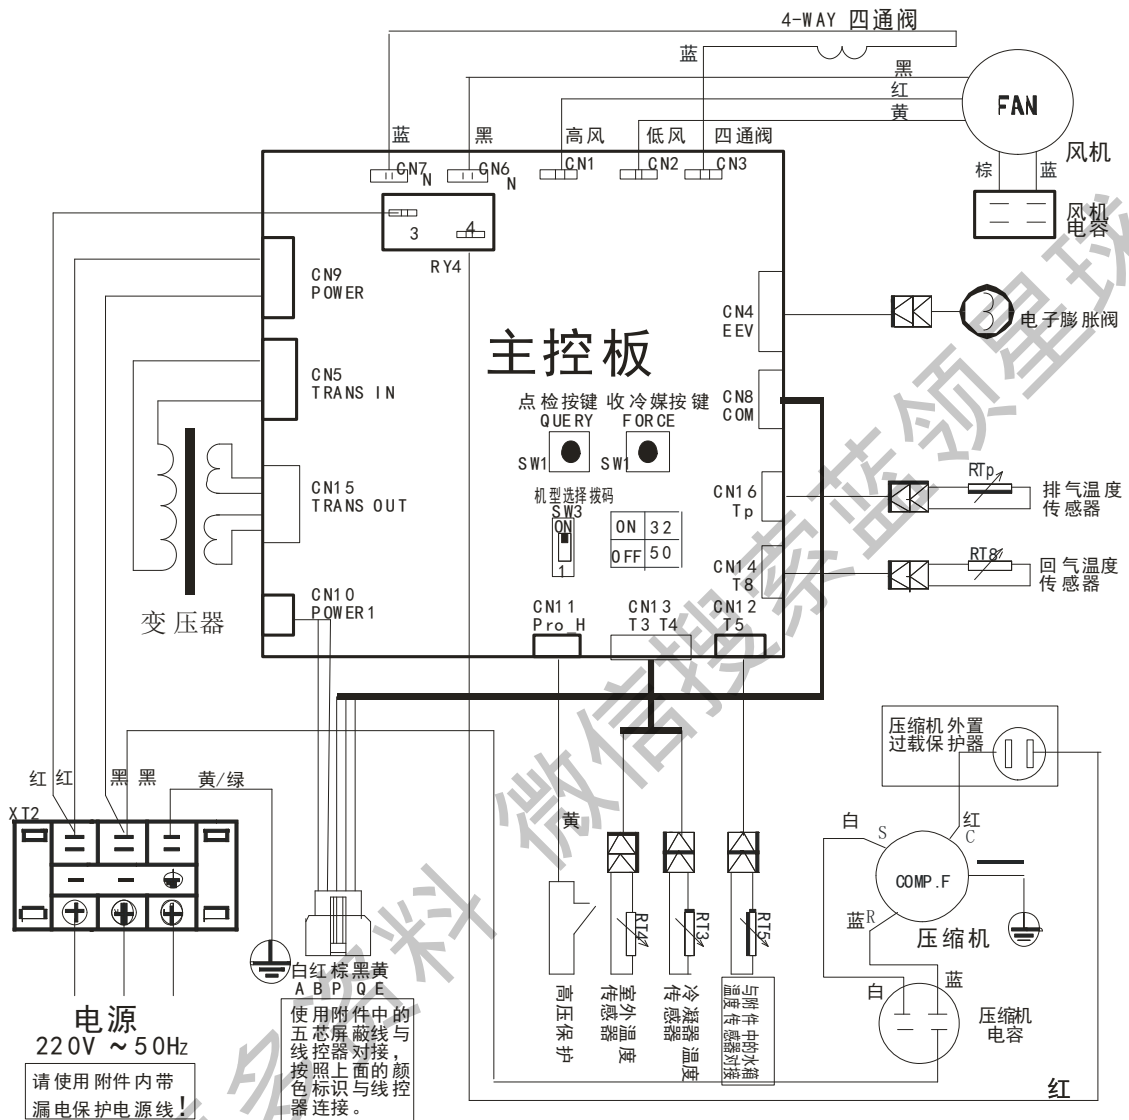 4-WAY 四通阀
蓝
黑
红
黄
FAN
风机
棕
蓝
风机
电容
蓝
黑
高风
低风
四通阀
CN7
N
CN6
N
CN1
CN2
CN3
3
4
RY4
CN9
POWER
CN4
EEV
电子膨胀阀
主控板
CN5
TRANS IN
CN8
COM
点检按键
QUERY
SW1
收冷媒按键
FORCE
SW1
CN15
TRANS OUT
机型选择拨码
SW3
ON
1
ON 32
OFF 50
CN16
Tp
RTp
排气温度
传感器
CN14
T8
RT8
回气温度
传感器
CN10
POWER1
变压器
CN11
Pro_H
CN13
T3 T4
CN12
T5
压缩机外置
过载保护器
红 红 黑 黑 黄/绿
XT2
黄
白
S
红
C
COMP.F
蓝
R
压缩机
RT4
RT3
RT5
白
蓝
压缩机
电容
红
高压保护
室外温度
传感器
冷凝器温度
传感器
与附件中的水箱
温度传感器对接
电源
220V ~ 50Hz
请使用附件内带
漏电保护电源线!
白红棕黑黄
A B P Q E
使用附件中的
五芯屏蔽线与
线控器对接，
按照上面的颜
色标识与线控
器连接。
多资料 微信搜索蓝领星球